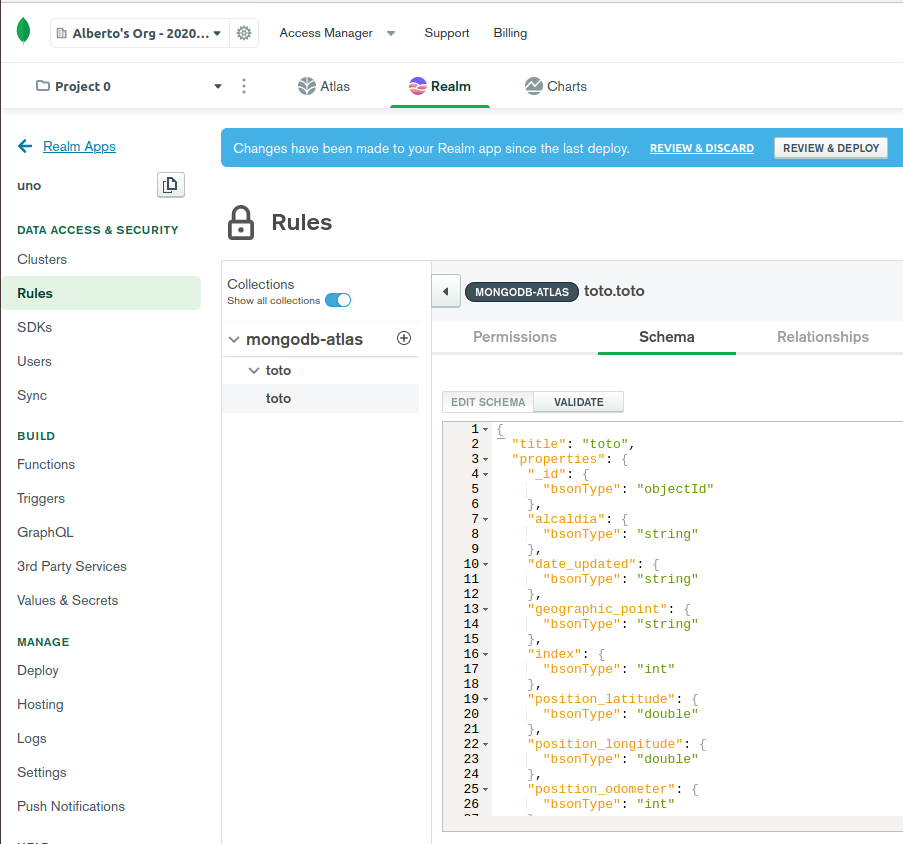 Alberto's Org - 2020...
Access Manager
Support
Billing
Project 0
Atlas
Realm
Charts
Realm Apps
uno
DATA ACCESS & SECURITY
Clusters
Rules
SDKs
Users
Sync
BUILD
Functions
Triggers
GraphQL
3rd Party Services
Values & Secrets
MANAGE
Deploy
Hosting
Logs
Settings
Push Notifications
Changes have been made to your Realm app since the last deploy.
REVIEW & DISCARD
REVIEW & DEPLOY
Rules
Collections
Show all collections
mongodb-atlas
toto
toto
MONGODB-ATLAS toto.toto
Permissions
Schema
Relationships
EDIT SCHEMA
VALIDATE
1 {
2 "title": "toto",
3 "properties": {
4 "_id": {
5 "bsonType": "objectId"
6 },
7 "alcaldia": {
8 "bsonType": "string"
9 },
10 "date_updated": {
11 "bsonType": "string"
12 },
13 "geographic_point": {
14 "bsonType": "string"
15 },
16 "index": {
17 "bsonType": "int"
18 },
19 "position_latitude": {
20 "bsonType": "double"
21 },
22 "position_longitude": {
23 "bsonType": "double"
24 },
25 "position_odometer": {
26 "bsonType": "int"